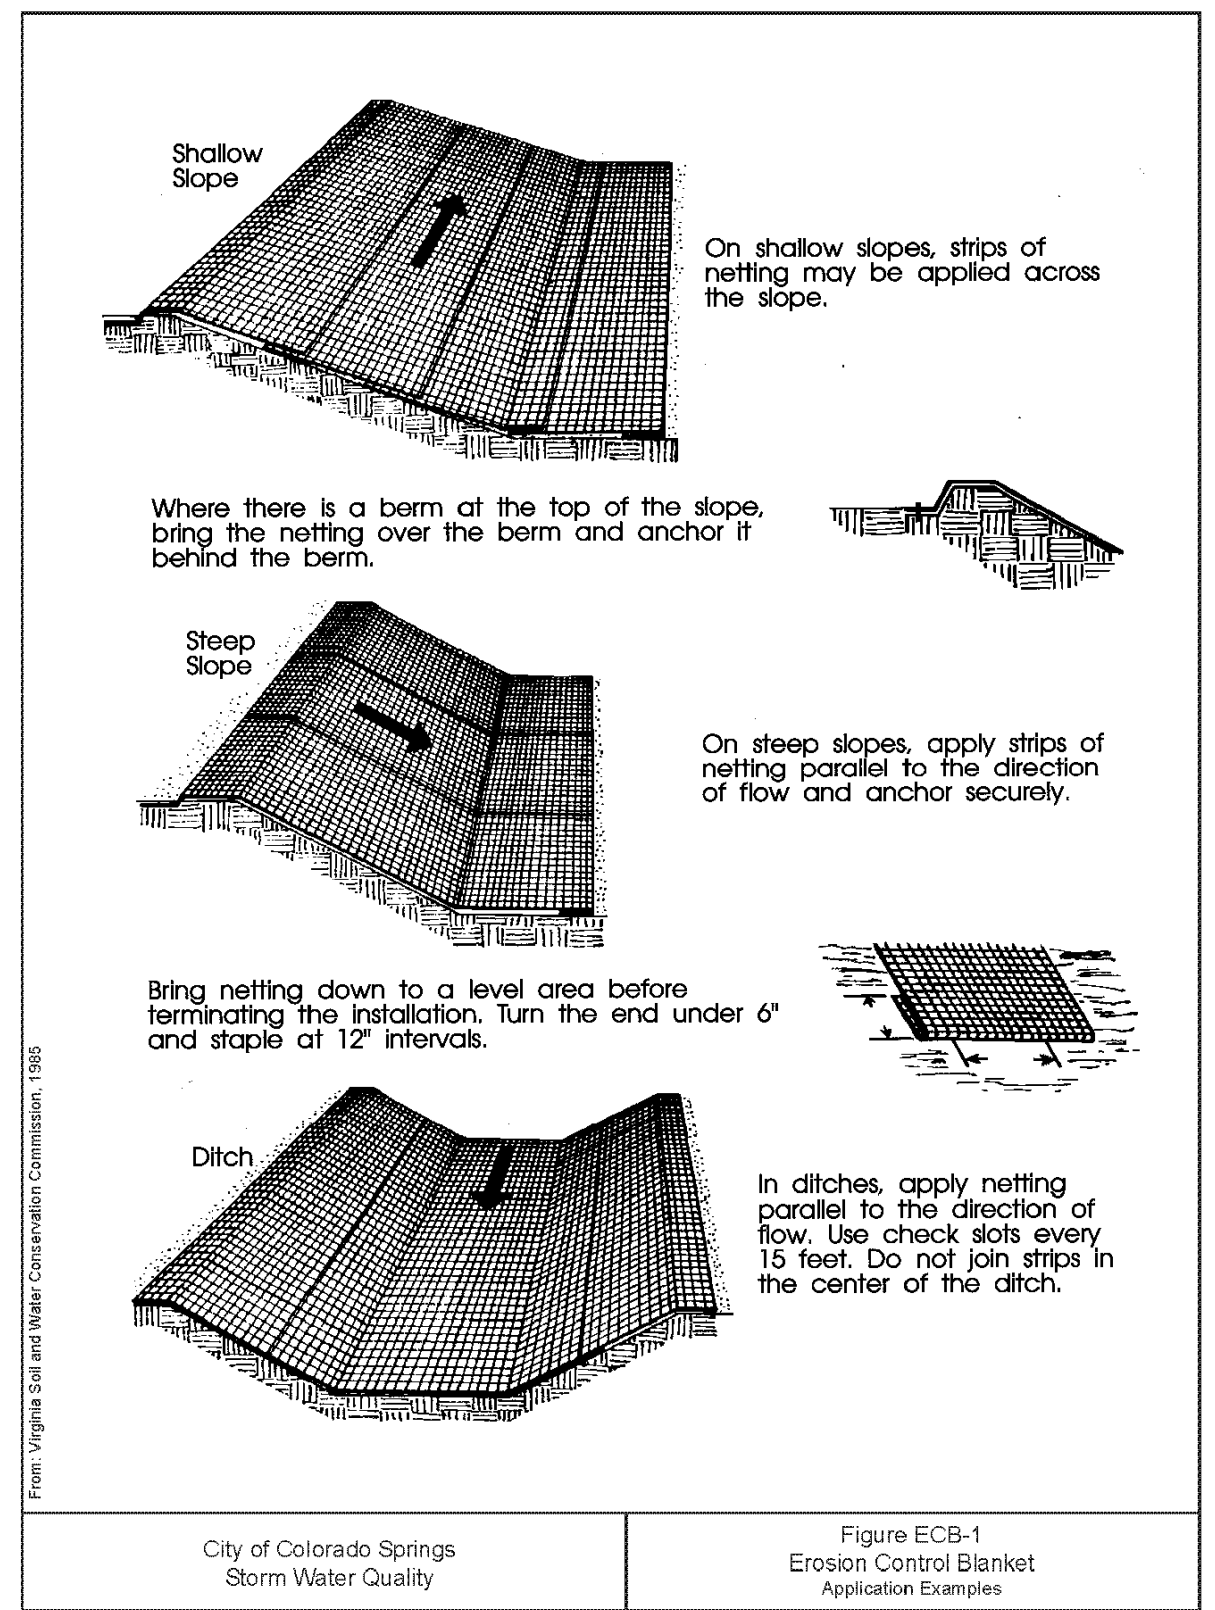 Shallow
Slope
On shallow slopes, strips of
netting may be applied across
the slope.
Where there is a berm at the top of the slope,
bring the netting over the berm and anchor it
behind the berm.
Steep
Slope
On steep slopes, apply strips of
netting parallel to the direction
of flow and anchor securely.
Bring netting down to a level area before
terminating the installation. Turn the end under 6"
and staple at 12" intervals.
Ditch
In ditches, apply netting
parallel to the direction of
flow. Use check slots every
15 feet. Do not join strips in
the center of the ditch.
From: Virginia Soil and Water Conservation Commission, 1985
City of Colorado Springs
Storm Water Quality
Figure ECB-1
Erosion Control Blanket
Application Examples